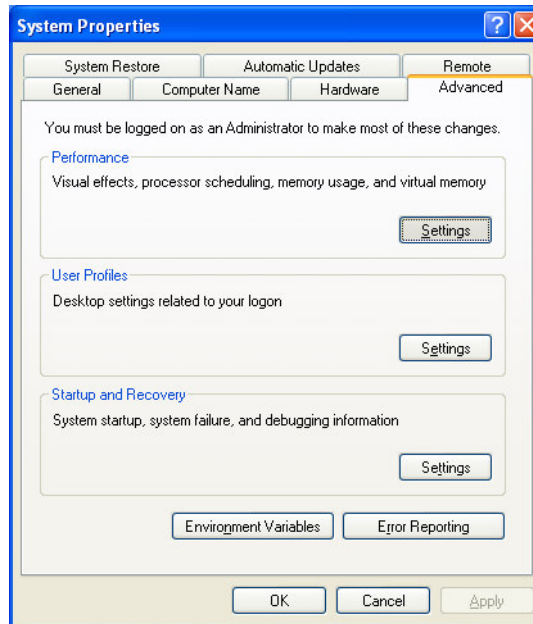 System Properties
System Restore Automatic Updates Remote
General Computer Name Hardware Advanced
You must be logged on as an Administrator to make most of these changes.
Performance
Visual effects, processor scheduling, memory usage, and virtual memory
Settings
User Profiles
Desktop settings related to your logon
Settings
Startup and Recovery
System startup, system failure, and debugging information
Settings
Environment Variables Error Reporting
OK Cancel Apply